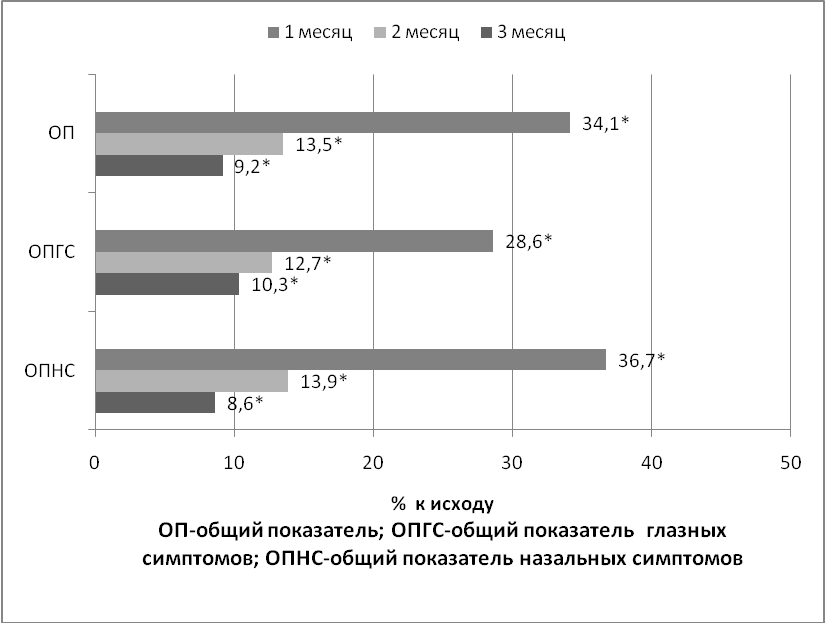 1 месяц 2 месяц 3 месяц
ОП
34,1*
13,5*
9,2*
ОПГС
28,6*
12,7*
10,3*
ОПНС
36,7*
13,9*
8,6*
0 10 20 30 40 50
% к исходу
ОП-общий показатель; ОПГС-общий показатель глазных
симптомов; ОПНС-общий показатель назальных симптомов